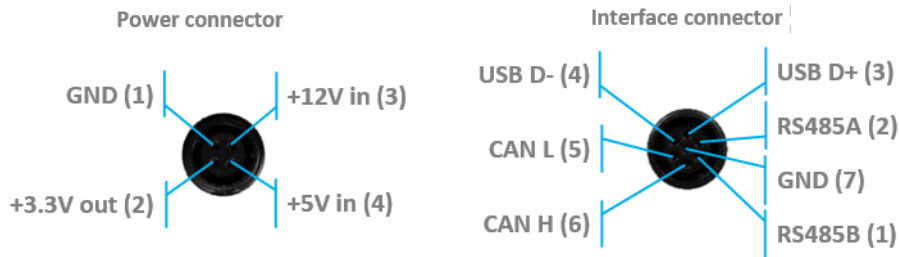 Power connector
GND (1)
+12V in (3)
+3.3V out (2)
+5V in (4)
Interface connector
USB D- (4)
USB D+ (3)
RS485A (2)
CAN L (5)
GND (7)
CAN H (6)
RS485B (1)